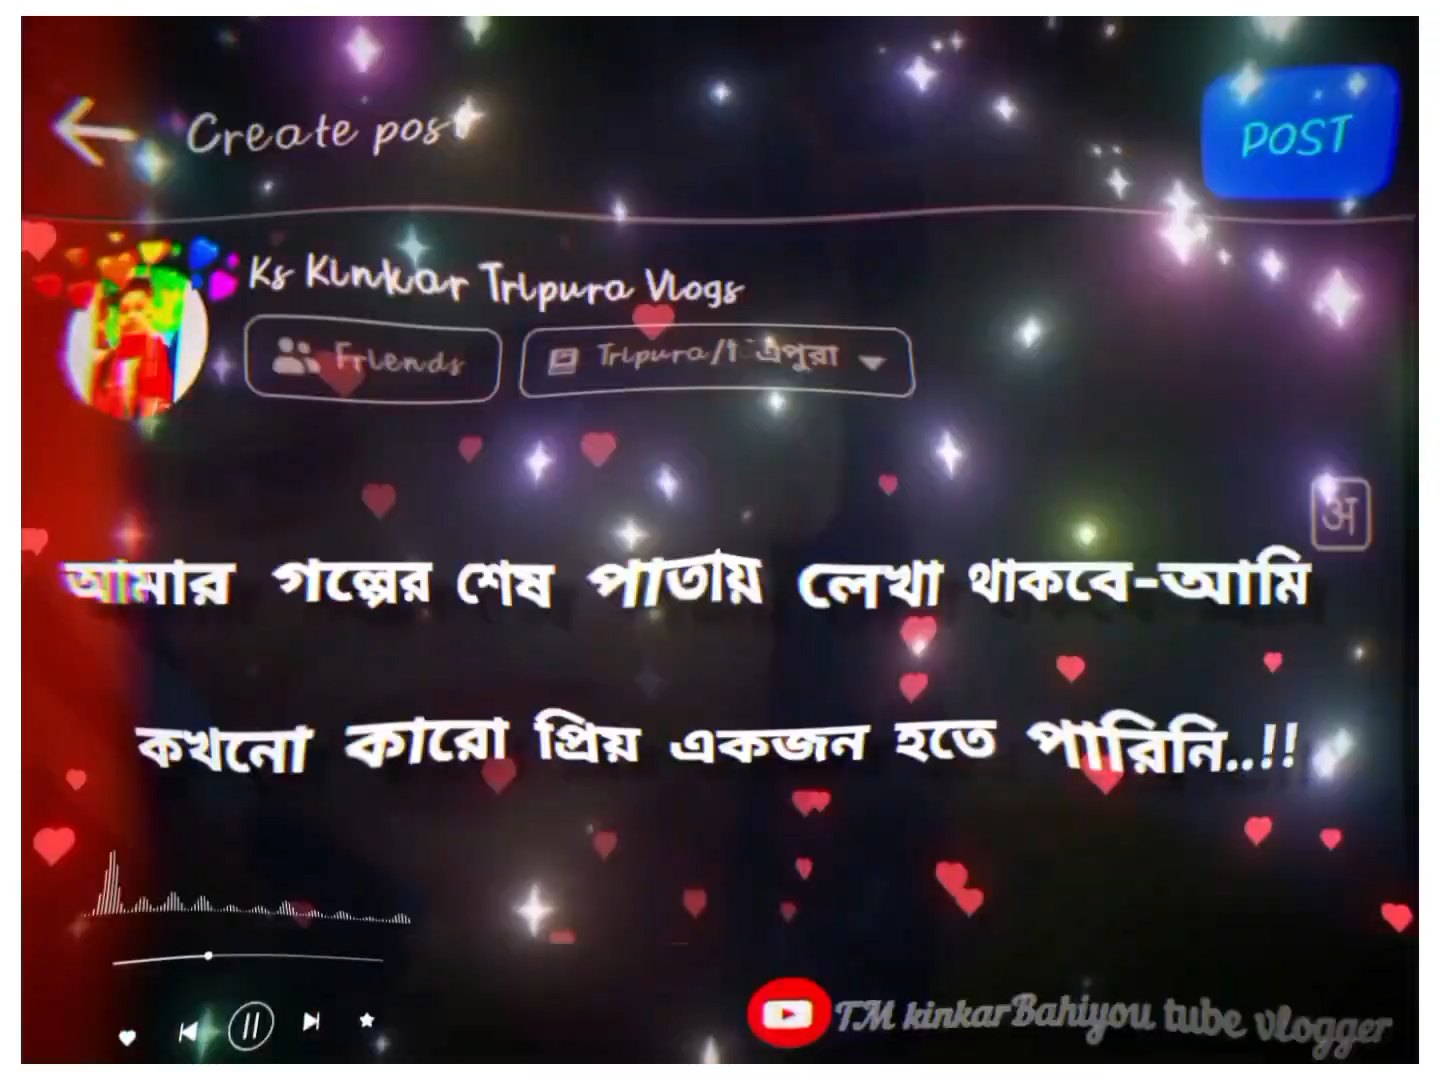 Create post
POST
Ks Kinkar Tripura Vlogs
Friends
Tripura/ত্রিপুরা
अ
আমার গল্পের শেষ পাতায় লেখা থাকবে-আমি
কখনো কারো প্রিয় একজন হতে পারিনি..!!
TM kinkarBahiyou tube vlogger